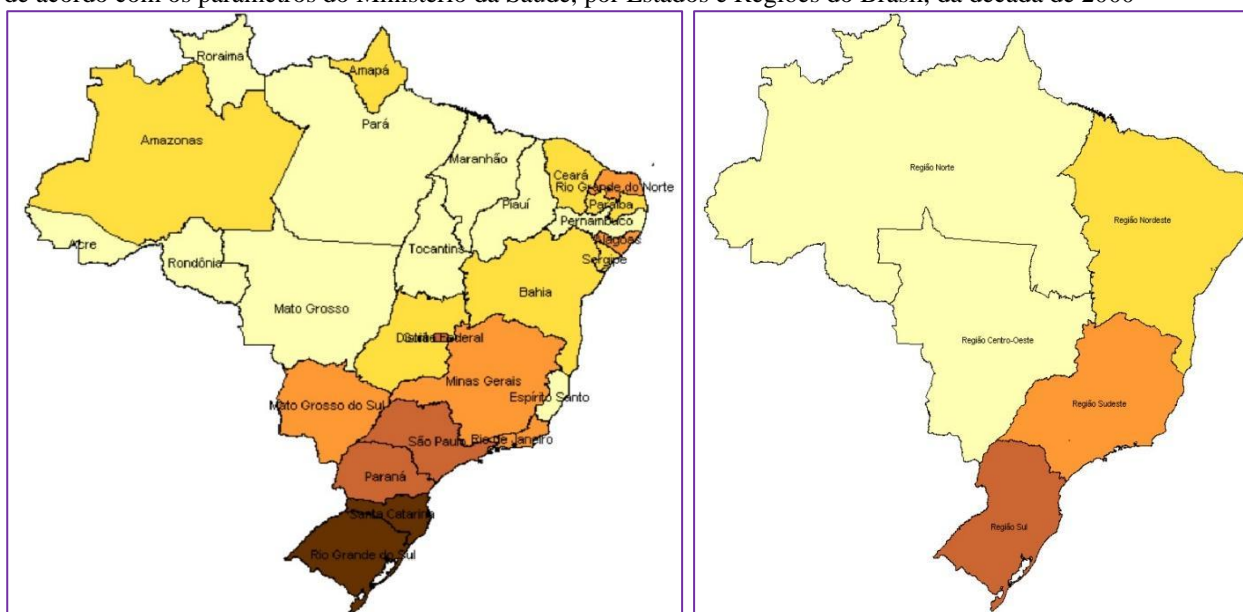 de acordo com os parâmetros do Ministério da Saúde, por Estados e Regiões do Brasil, da década de 2000
Roraima
Amapá
Amazonas
Pará
Maranhão
Ceará
Rio Grande do Norte
Paraíba
Piauí
Pernambuco
Alagoas
Sergipe
Acre
Rondônia
Tocantins
Bahia
Mato Grosso
Distrito Federal
Minas Gerais
Espírito Santo
Mato Grosso do Sul
São Paulo
Rio de Janeiro
Paraná
Santa Catarina
Rio Grande do Sul
Região Norte
Região Nordeste
Região Centro-Oeste
Região Sudeste
Região Sul